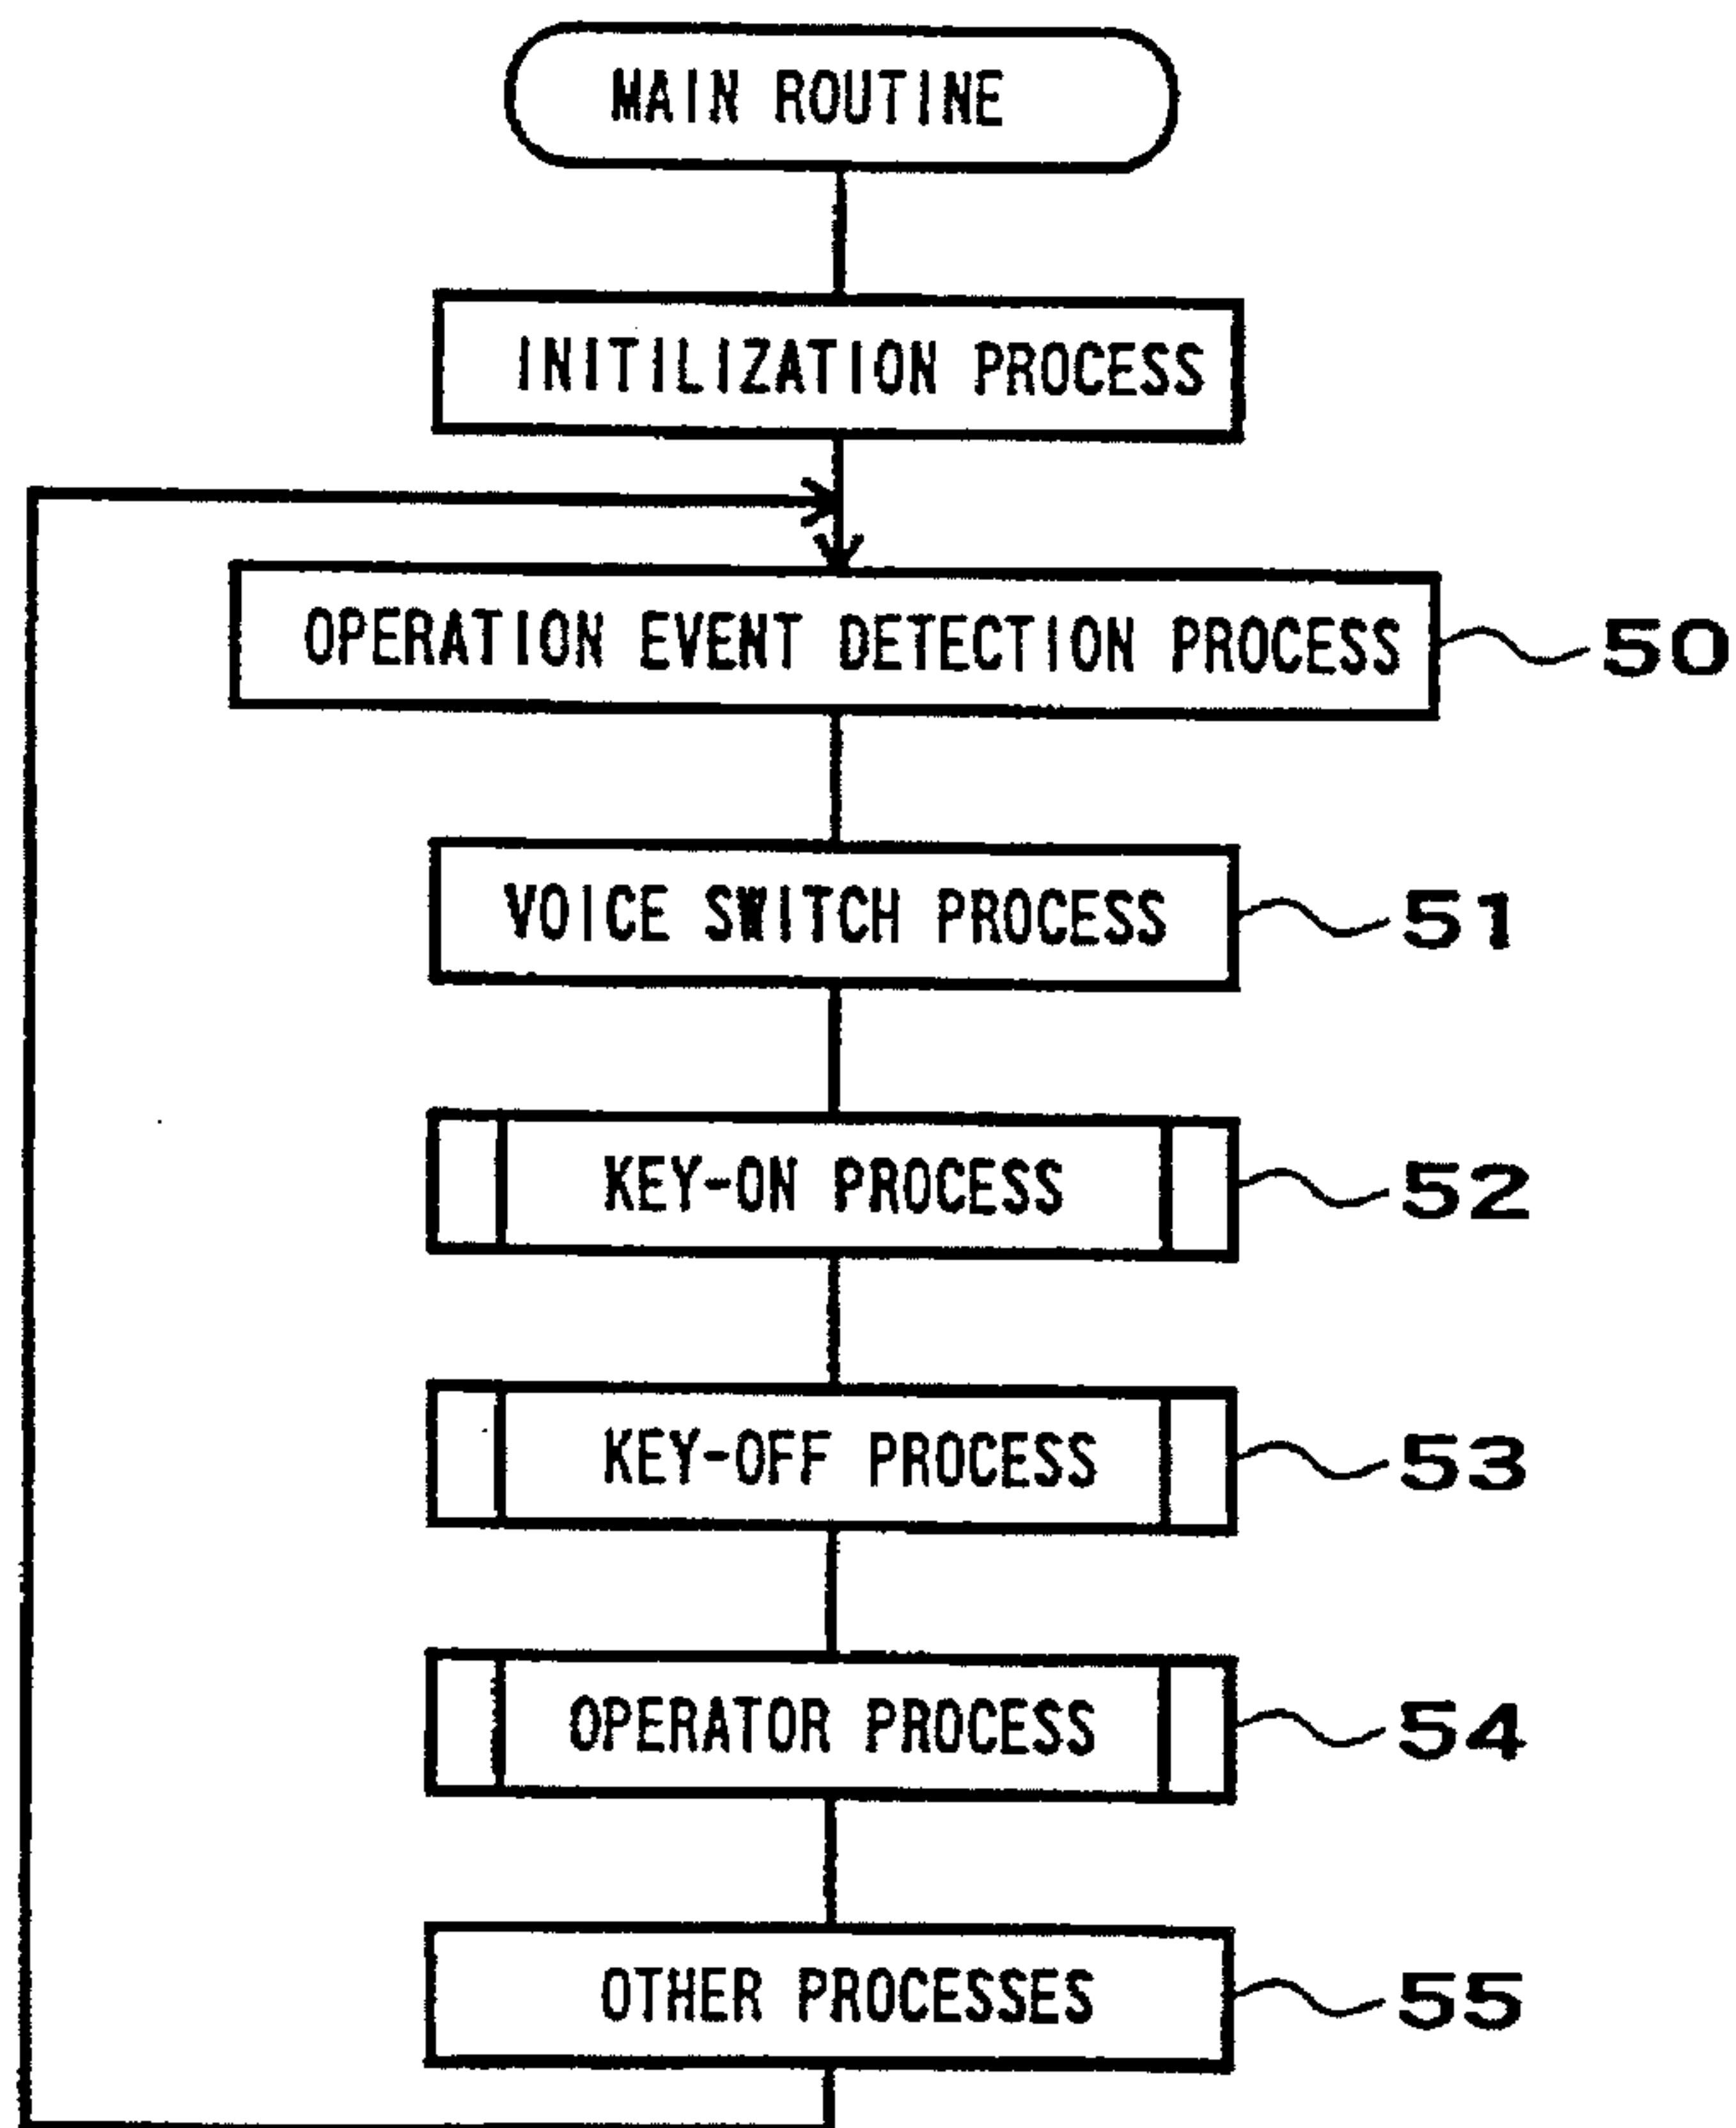 MAIN ROUTINE
INITILIZATION PROCESS
OPERATION EVENT DETECTION PROCESS 50
VOICE SWITCH PROCESS 51
KEY-ON PROCESS 52
KEY-OFF PROCESS 53
OPERATOR PROCESS 54
OTHER PROCESSES 55